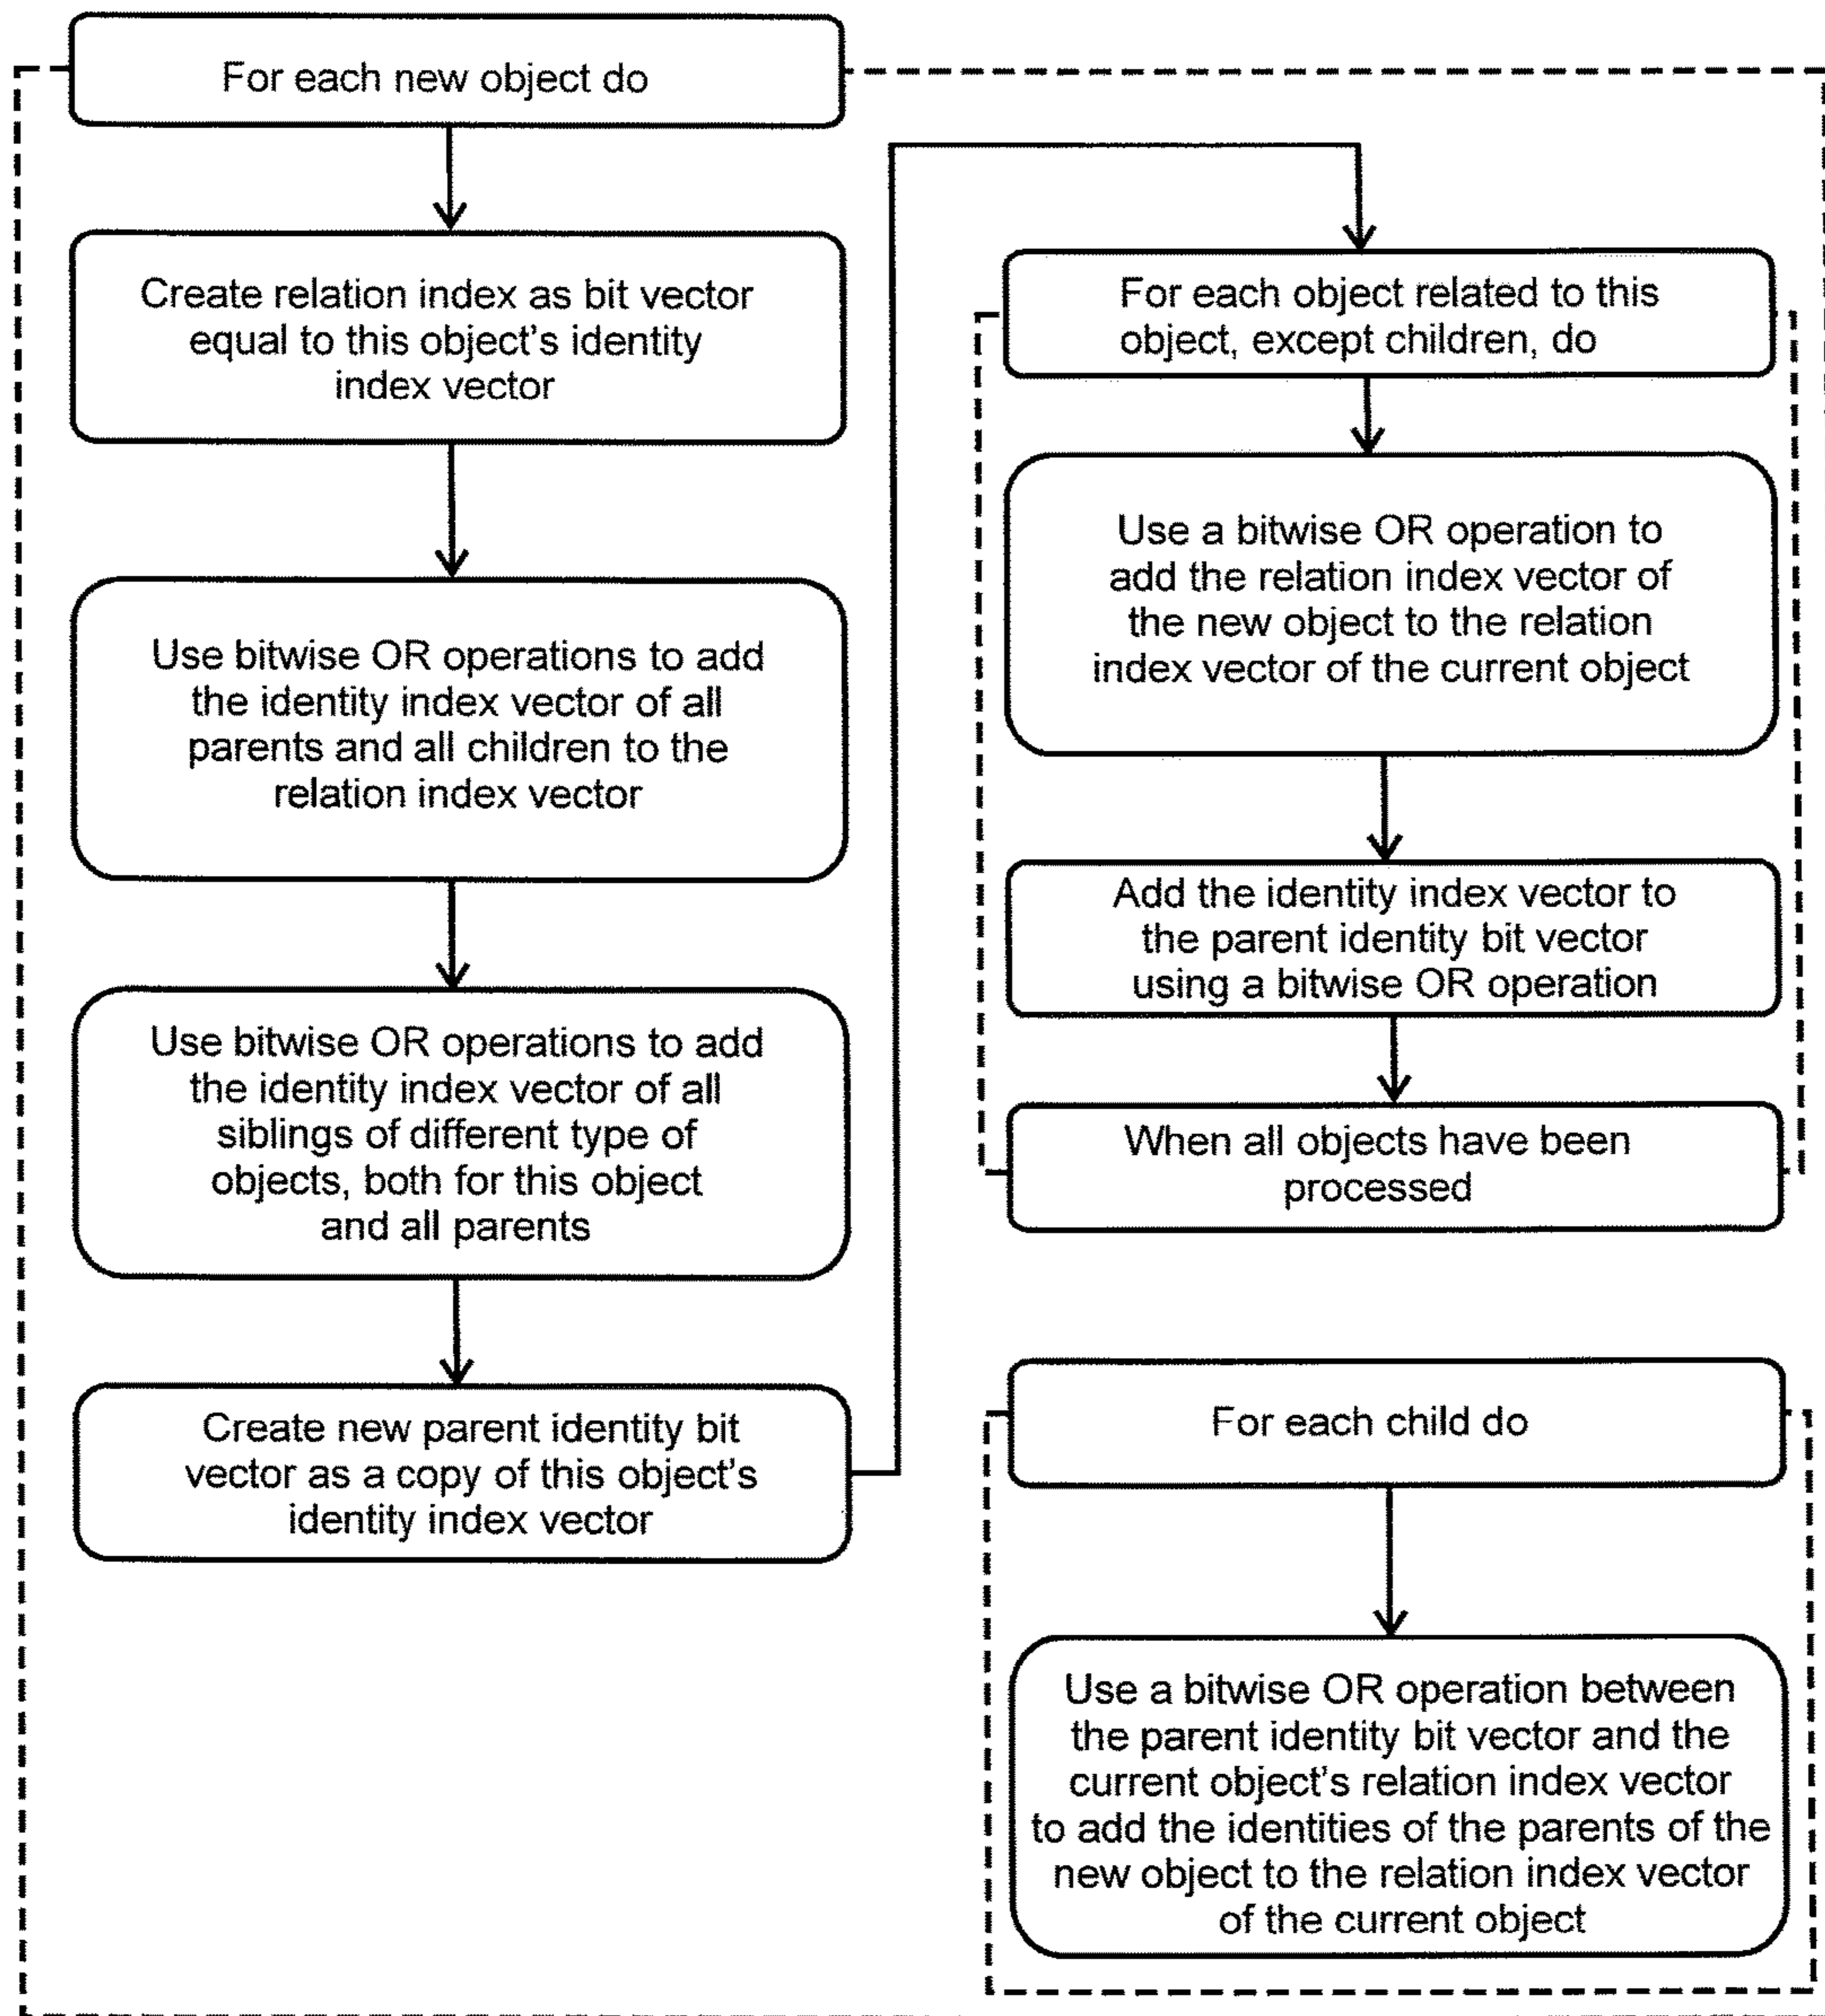 For each new object do
Create relation index as bit vector
equal to this object's identity
index vector
Use bitwise OR operations to add
the identity index vector of all
parents and all children to the
relation index vector
Use bitwise OR operations to add
the identity index vector of all
siblings of different type of
objects, both for this object
and all parents
Create new parent identity bit
vector as a copy of this object's
identity index vector
For each object related to this
object, except children, do
Use a bitwise OR operation to
add the relation index vector of
the new object to the relation
index vector of the current object
Add the identity index vector to
the parent identity bit vector
using a bitwise OR operation
When all objects have been
processed
For each child do
Use a bitwise OR operation between
the parent identity bit vector and the
current object's relation index vector
to add the identities of the parents of the
new object to the relation index vector
of the current object